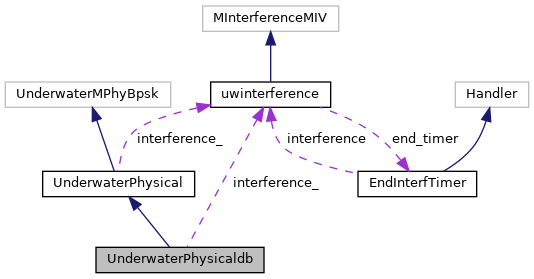 MInterferenceMIV
UnderwaterMPhyBpsk
uwinterference
Handler
interference_
interference
end_timer
UnderwaterPhysical
interference_
EndInterfTimer
UnderwaterPhysicaldb